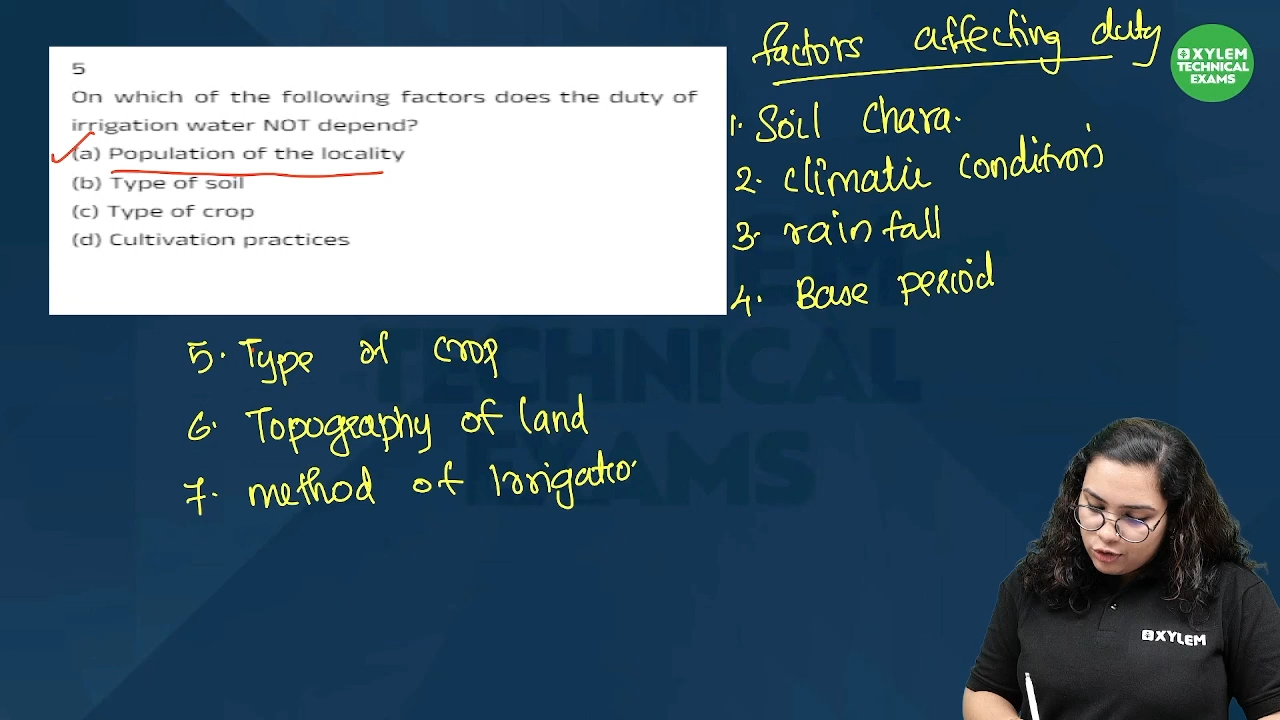 5
On which of the following factors does the duty of
irrigation water NOT depend?
(a) Population of the locality
(b) Type of soil
(c) Type of crop
(d) Cultivation practices
factors affecting duty
1. Soil chara.
2. climatic conditions
3. rainfall
4. Base period
5. Type of crop
6. Topography of land
7. method of Irrigatio
XYLEM
TECHNICAL
EXAMS
TECHNICAL
EXAMS
XYLEM